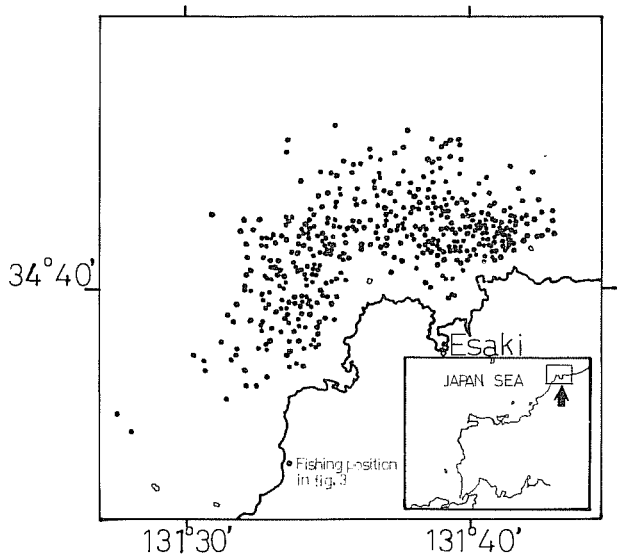 34°40'
Esaki
JAPAN SEA
Fishing position
in fig. 3
131°30'
131°40'